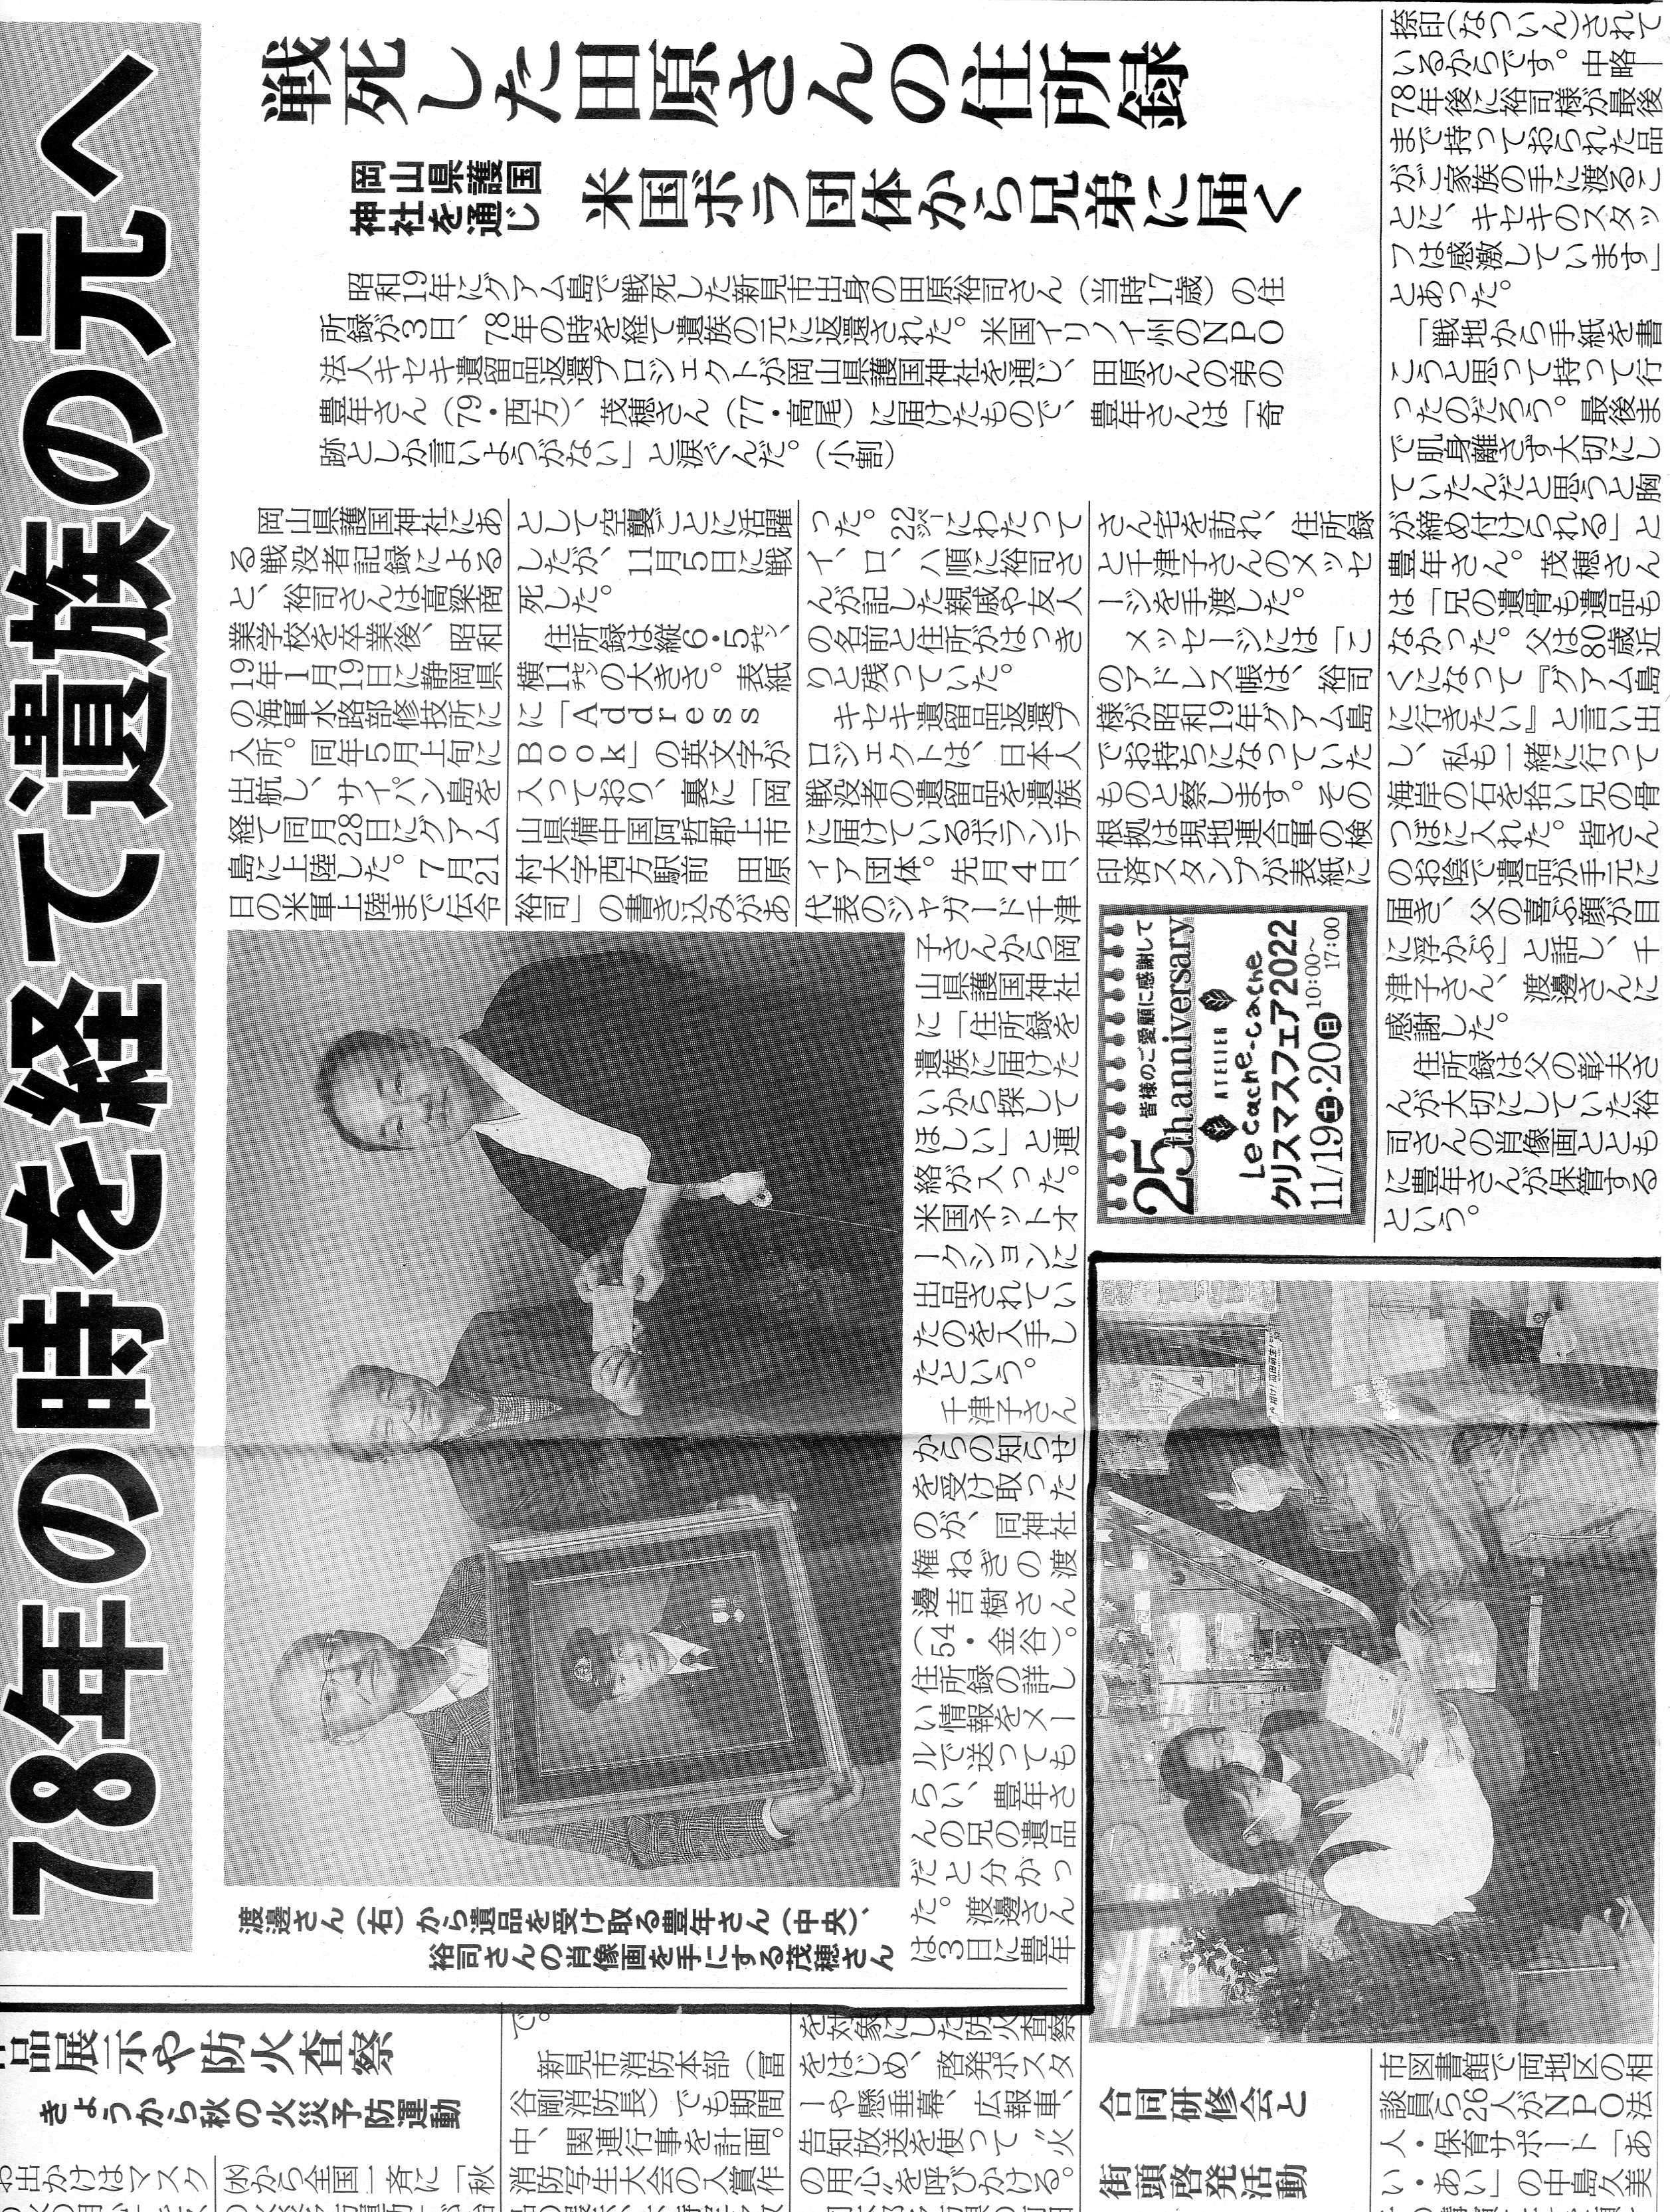 78年の時を経て遺族の元へ
戦死した田原さんの住所録
岡山県護国
神社を通じ
米国ボラ団体から兄弟に届く
昭和19年にグアム島で戦死した新見市出身の田原裕司さん（当時17歳）の住
所録が3日、78年の時を経て遺族の元に返還された。米国イリノイ州のNPO
法人キセキ遺留品返還プロジェクトが岡山県護国神社を通じ、田原さんの弟の
豊年さん（79・西方）、茂穂さん（77・高尾）に届けたもので、豊年さんは「奇
跡としか言いようがない」と涙ぐんだ。（小割）
岡山県護国神社にあ
る戦没者記録による
と、裕司さんは高梁商
業学校を卒業後、昭和
19年1月19日に静岡県
の海軍水路部修技所に
入所。同年5月上旬に
出航し、サイパン島を
経て同月28日にグアム
島に上陸した。7月21
日の米軍上陸まで伝令
として空襲ごとに活躍
したが、11月5日に戦
死した。
住所録は縦6・5㌢、
横11㌢の大きさ。表紙
に「Address
Book」の英文字が
入っており、裏に「岡
山県備中国阿哲郡上市
村大字西方駅前　田原
裕司」の書き込みがあ
った。22㌻にわたって
イ、ロ、ハ順に裕司さ
んが記した親戚や友人
の名前と住所がはっき
りと残っていた。
キセキ遺留品返還プ
ロジェクトは、日本人
戦没者の遺留品を遺族
に届けているボランテ
ィア団体。先月4日、
代表のジャガード千津
子さんから岡
山県護国神社
に「住所録を
遺族に届けた
いから探して
ほしい」と連
絡が入った。
米国ネットオ
ークションに
出品されてい
たのを入手し
たという。
千津子さん
からの知らせ
を受け取った
のが、同神社
権ねぎの渡
邊吉樹さん
（54・金谷）。
住所録の詳し
い情報をメー
ルで送っても
らい、豊年さ
んの兄の遺品
だと分かっ
た。渡邊さん
は3日に豊年
さん宅を訪れ、住所録
と千津子さんのメッセ
ージを手渡した。
メッセージには「こ
のアドレス帳は、裕司
様が昭和19年グアム島
でお持ちになっていた
ものと察します。その
根拠は現地連合軍の検
印済スタンプが表紙に
捺印（なついん）されて
いるからです。中略―
78年後に裕司様が最後
まで持っておられた品
がご家族の手に渡るこ
とに、キセキのスタッ
フは感激しています」
とあった。
「戦地から手紙を書
こうと思って持って行
ったのだろう。最後ま
で肌身離さず大切にし
ていたんだと思うと胸
が締め付けられる」と
豊年さん。茂穂さん
は「兄の遺骨も遺品も
なかった。父は80歳近
くになって『グアム島
に行きたい』と言い出
し、私も一緒に行って
海岸の石を拾い兄の骨
つぼに入れた。皆さん
のお陰で遺品が手元に
届き、父の喜ぶ顔が目
に浮かぶ」と話し、千
津子さん、渡邊さんに
感謝した。
住所録は父の彰夫さ
んが大切にしていた裕
司さんの肖像画ととも
に豊年さんが保管する
という。
渡邊さん（右）から遺品を受け取る豊年さん（中央）、
裕司さんの肖像画を手にする茂穂さん
皆様のご愛顧に感謝して
25th anniversary
ATELIER
Le cache-cache
クリスマスフェア2022
11/19土・20日 10:00～17:00
品展示や防火査察
きょうから秋の火災予防運動
お出かけはマスク
㈬から全国一斉に「秋
で。
新見市消防本部（冨
谷剛消防長）でも期間
中、関連行事を計画。
消防写生大会の入賞作
を対象にした防火査察
をはじめ、啓発ポスタ
ーや懸垂幕、広報車、
告知放送を使って〝火
の用心〟を呼びかける。
合同研修会と
街頭啓発活動
市図書館で両地区の相
談員ら26人がNPO法
人・保育サポート「あ
い・あい」の中島久美